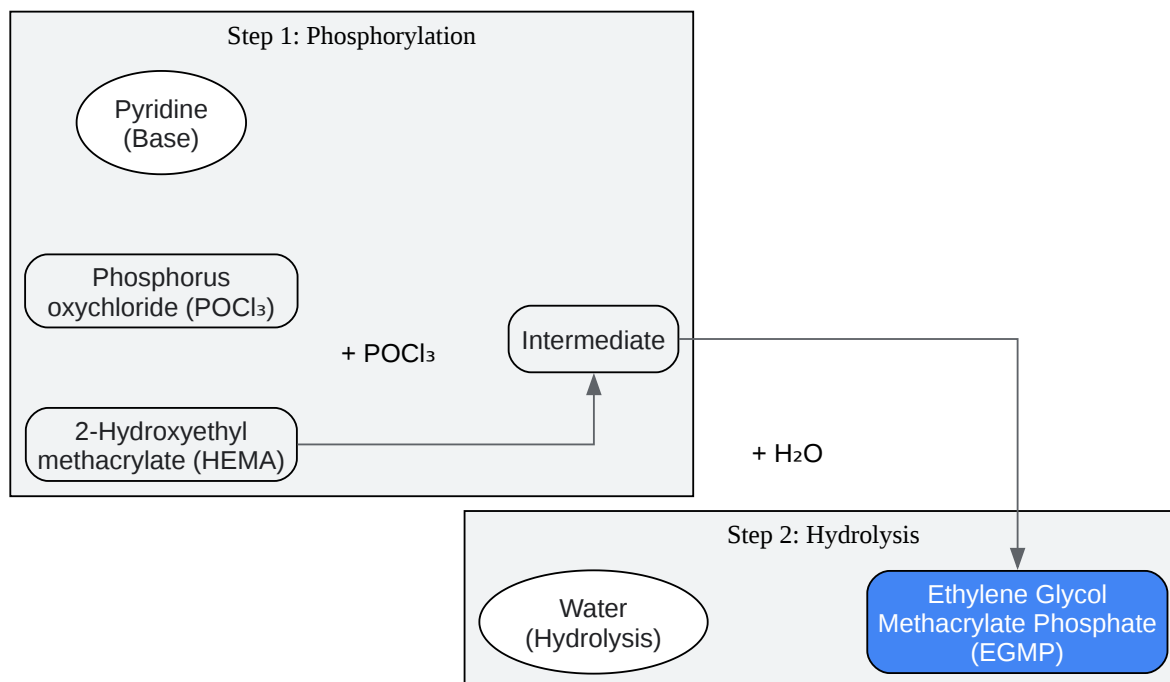 Step 1: Phosphorylation
Pyridine
(Base)
Phosphorus
oxychloride (POCl₃)
+ POCl₃
Intermediate
2-Hydroxyethyl
methacrylate (HEMA)
+ H₂O
Step 2: Hydrolysis
Water
(Hydrolysis)
Ethylene Glycol
Methacrylate Phosphate
(EGMP)